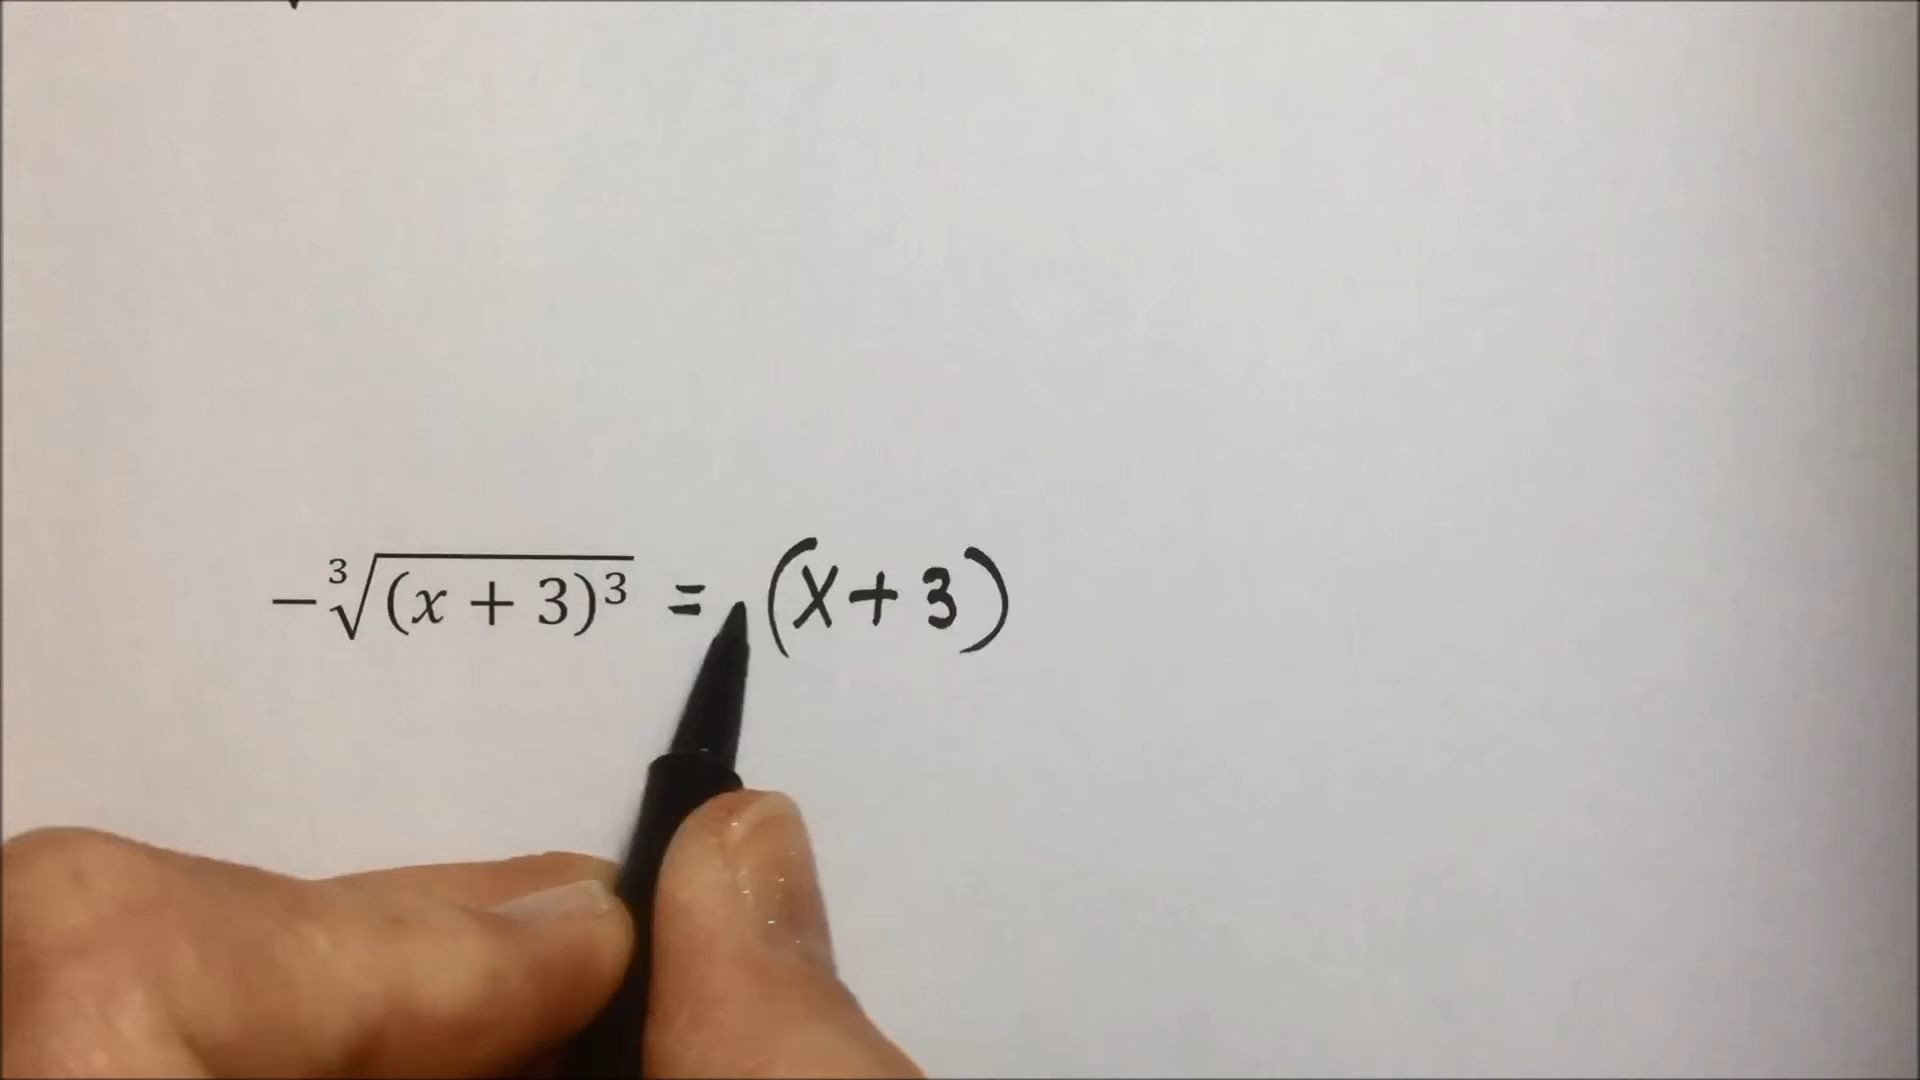 -∛(x + 3)³ = (x + 3)